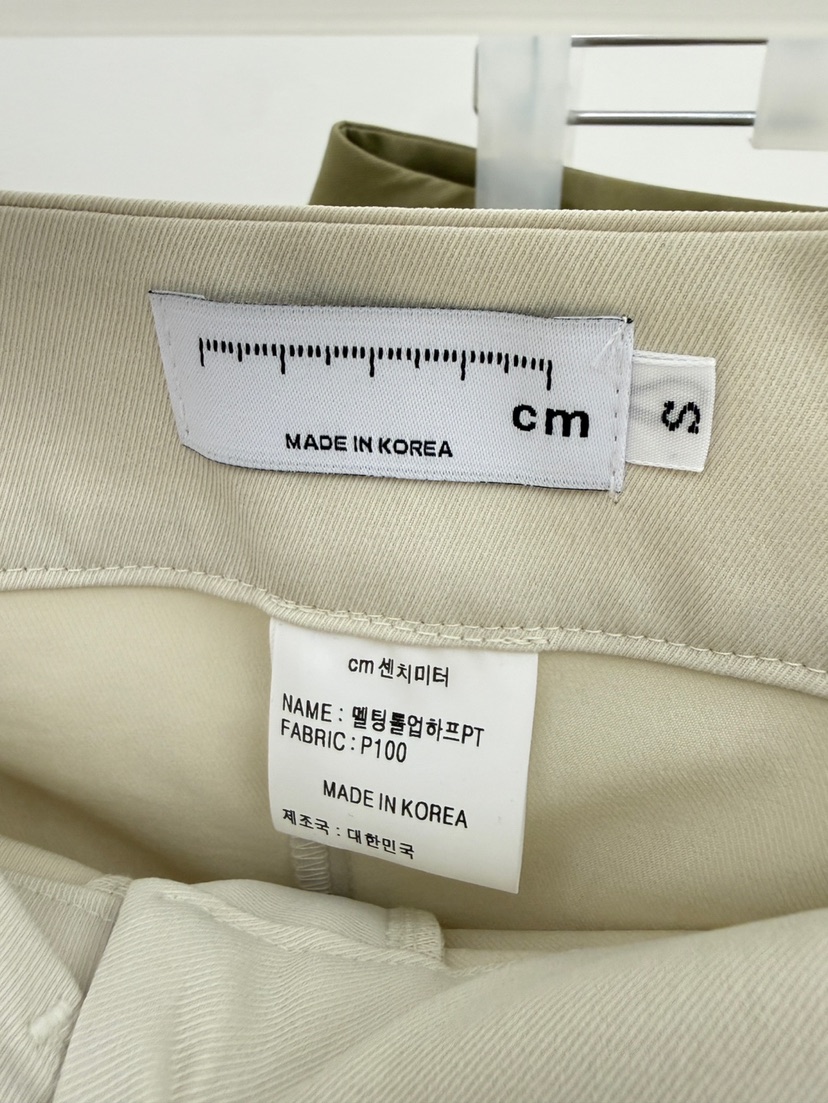 cm
MADE IN KOREA
S
cm 센치미터
NAME : 멜팅롤업하프PT
FABRIC : P100
MADE IN KOREA
제조국 : 대한민국